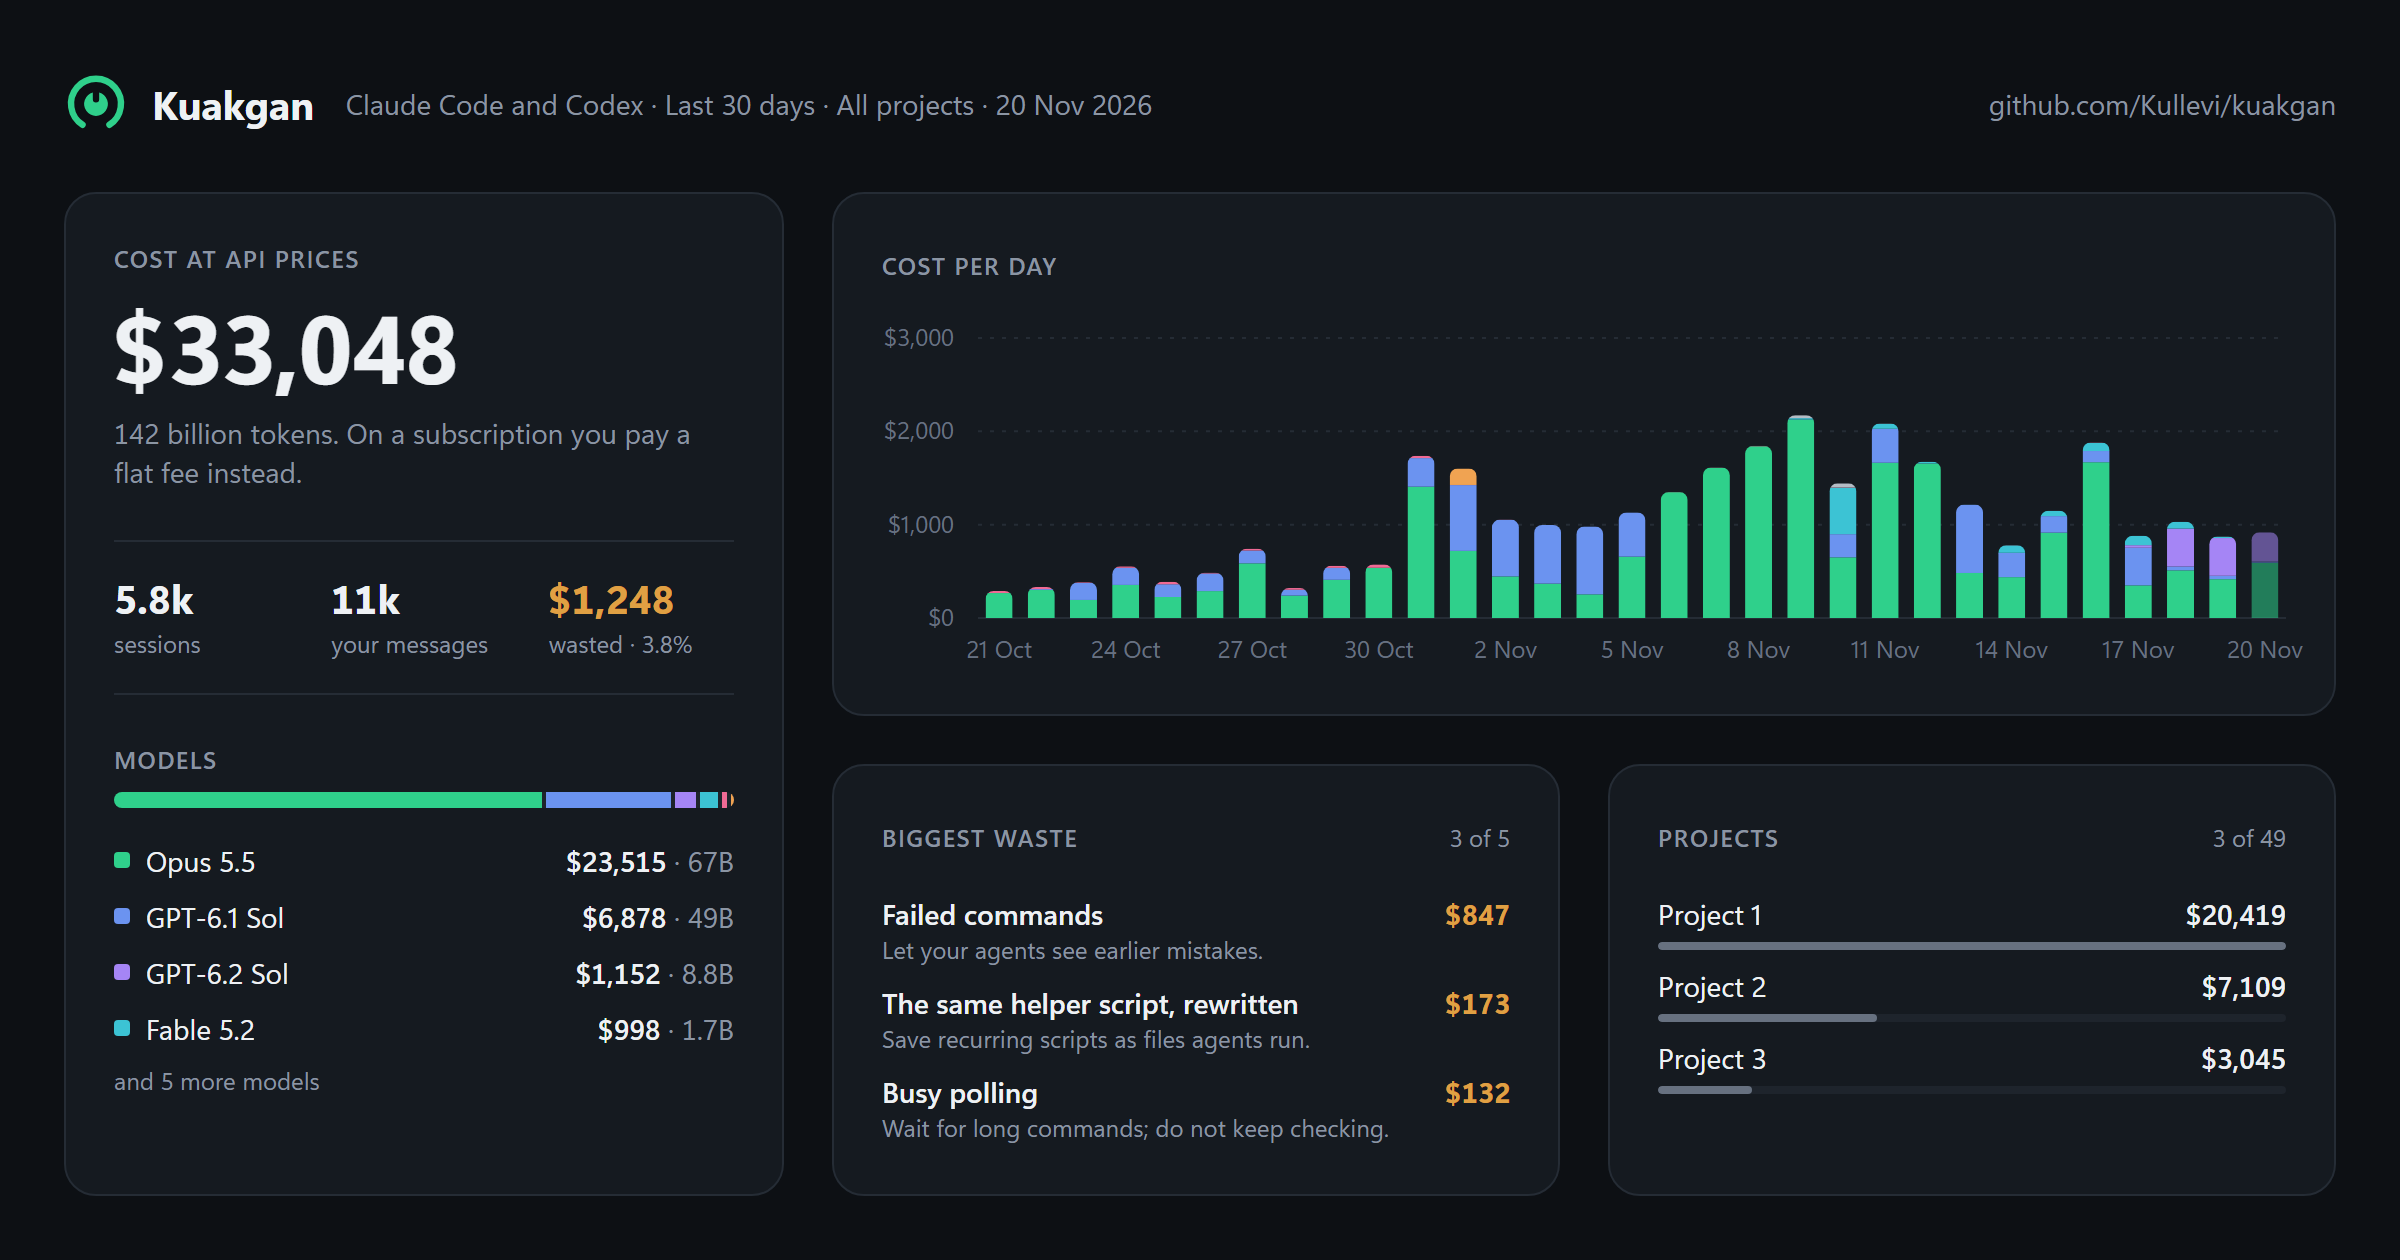 Kuakgan
Claude Code and Codex · Last 30 days · All projects · 20 Nov 2026
github.com/Kullevi/kuakgan
COST AT API PRICES
$33,048
142 billion tokens. On a subscription you pay a
flat fee instead.
5.8k
sessions
11k
your messages
$1,248
wasted · 3.8%
MODELS
Opus 5.5 $23,515 · 67B
GPT-6.1 Sol $6,878 · 49B
GPT-6.2 Sol $1,152 · 8.8B
Fable 5.2 $998 · 1.7B
and 5 more models
COST PER DAY
$3,000
$2,000
$1,000
$0
21 Oct 24 Oct 27 Oct 30 Oct 2 Nov 5 Nov 8 Nov 11 Nov 14 Nov 17 Nov 20 Nov
BIGGEST WASTE 3 of 5
Failed commands $847
Let your agents see earlier mistakes.
The same helper script, rewritten $173
Save recurring scripts as files agents run.
Busy polling $132
Wait for long commands; do not keep checking.
PROJECTS 3 of 49
Project 1 $20,419
Project 2 $7,109
Project 3 $3,045